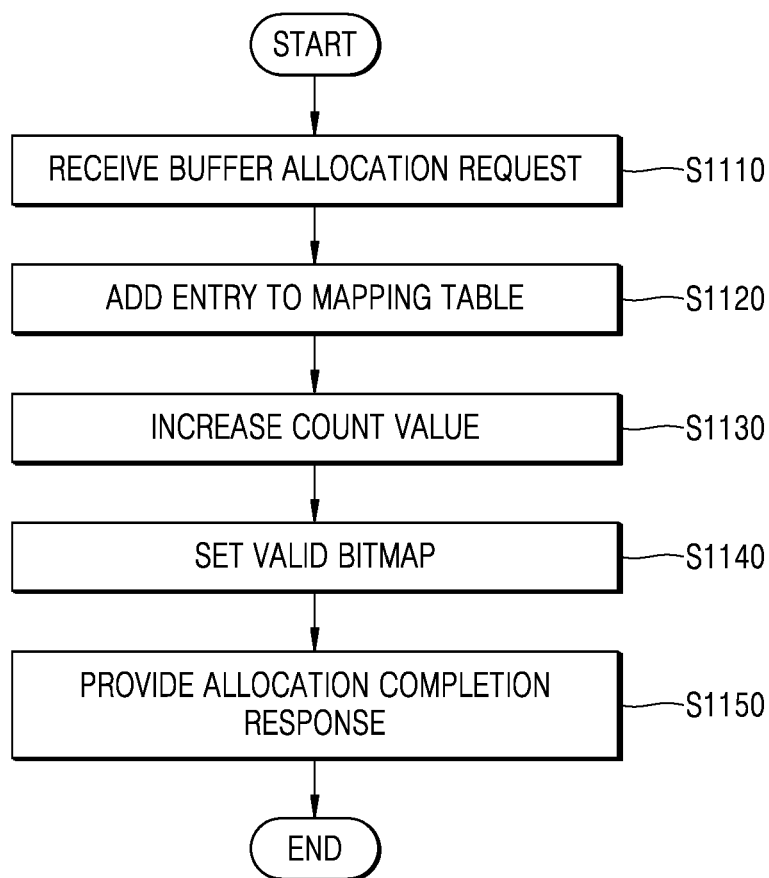 START
RECEIVE BUFFER ALLOCATION REQUEST
S1110
ADD ENTRY TO MAPPING TABLE
S1120
INCREASE COUNT VALUE
S1130
SET VALID BITMAP
S1140
PROVIDE ALLOCATION COMPLETION
RESPONSE
S1150
END